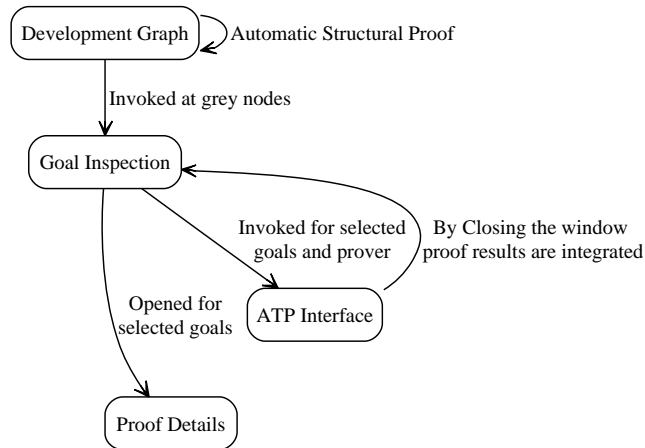 Development Graph
Automatic Structural Proof
Invoked at grey nodes
Goal Inspection
Invoked for selected
goals and prover
By Closing the window
proof results are integrated
Opened for
selected goals
ATP Interface
Proof Details